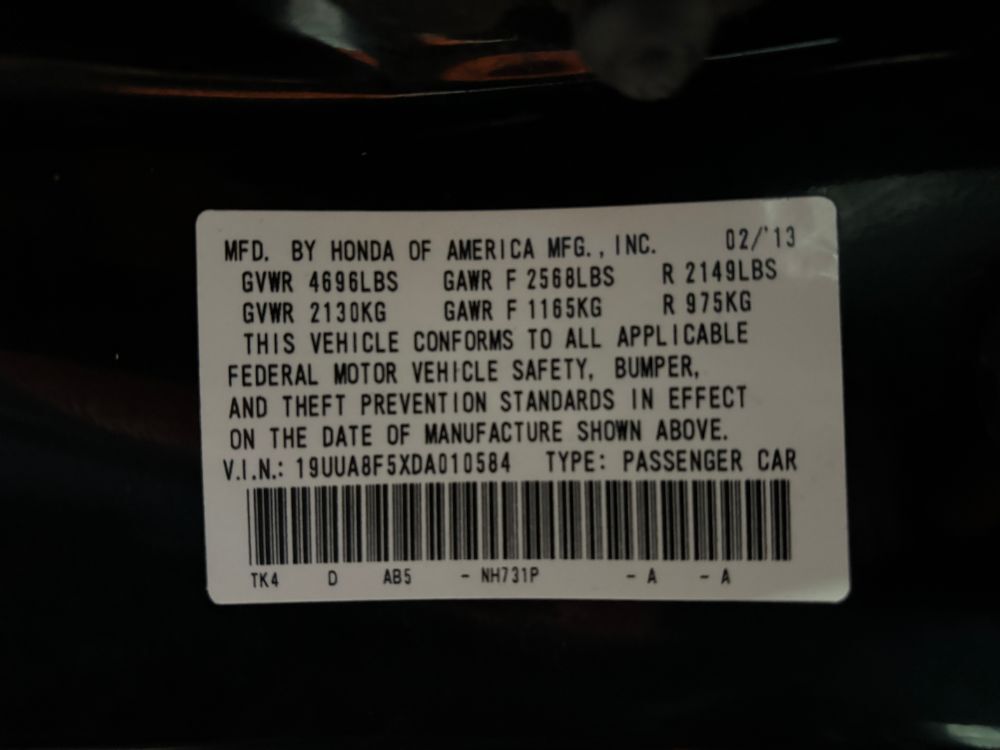 MFD. BY HONDA OF AMERICA MFG., INC. 02/'13
GVWR 4696LBS GAWR F 2568LBS R 2149LBS
GVWR 2130KG GAWR F 1165KG R 975KG
THIS VEHICLE CONFORMS TO ALL APPLICABLE
FEDERAL MOTOR VEHICLE SAFETY, BUMPER,
AND THEFT PREVENTION STANDARDS IN EFFECT
ON THE DATE OF MANUFACTURE SHOWN ABOVE.
V.I.N.: 19UUA8F5XDA010584 TYPE: PASSENGER CAR
TK4 D AB5 - NH731P - A - A